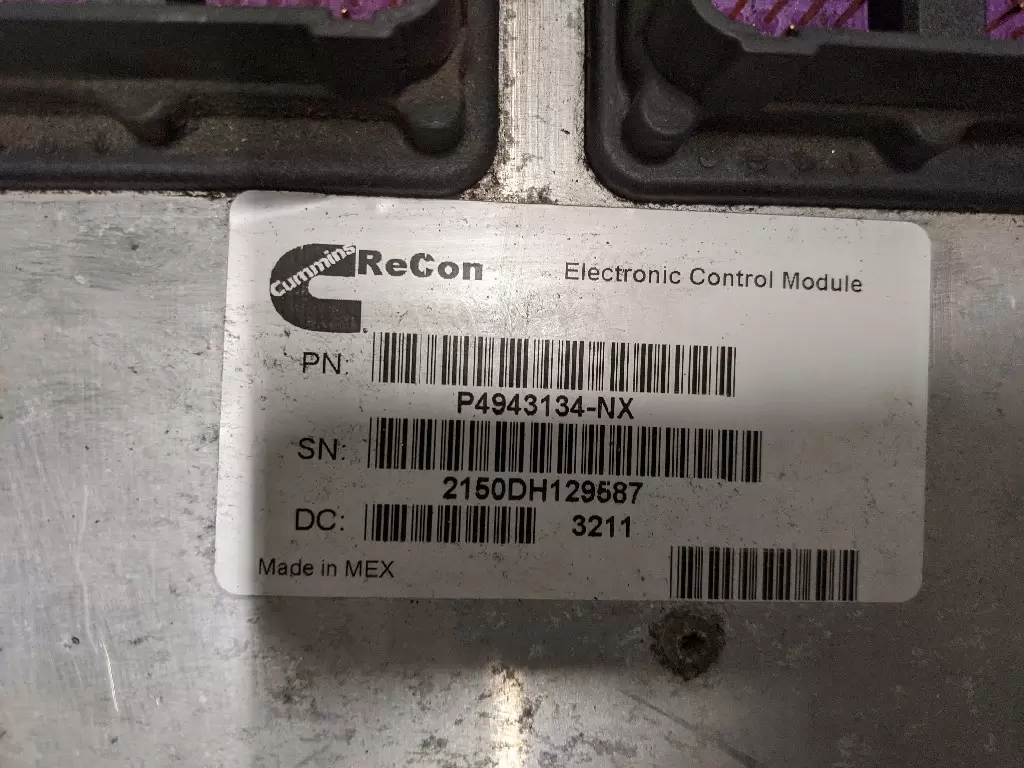 Cummins ReCon Electronic Control Module
PN: P4943134-NX
SN: 2150DH129587
DC: 3211
Made in MEX